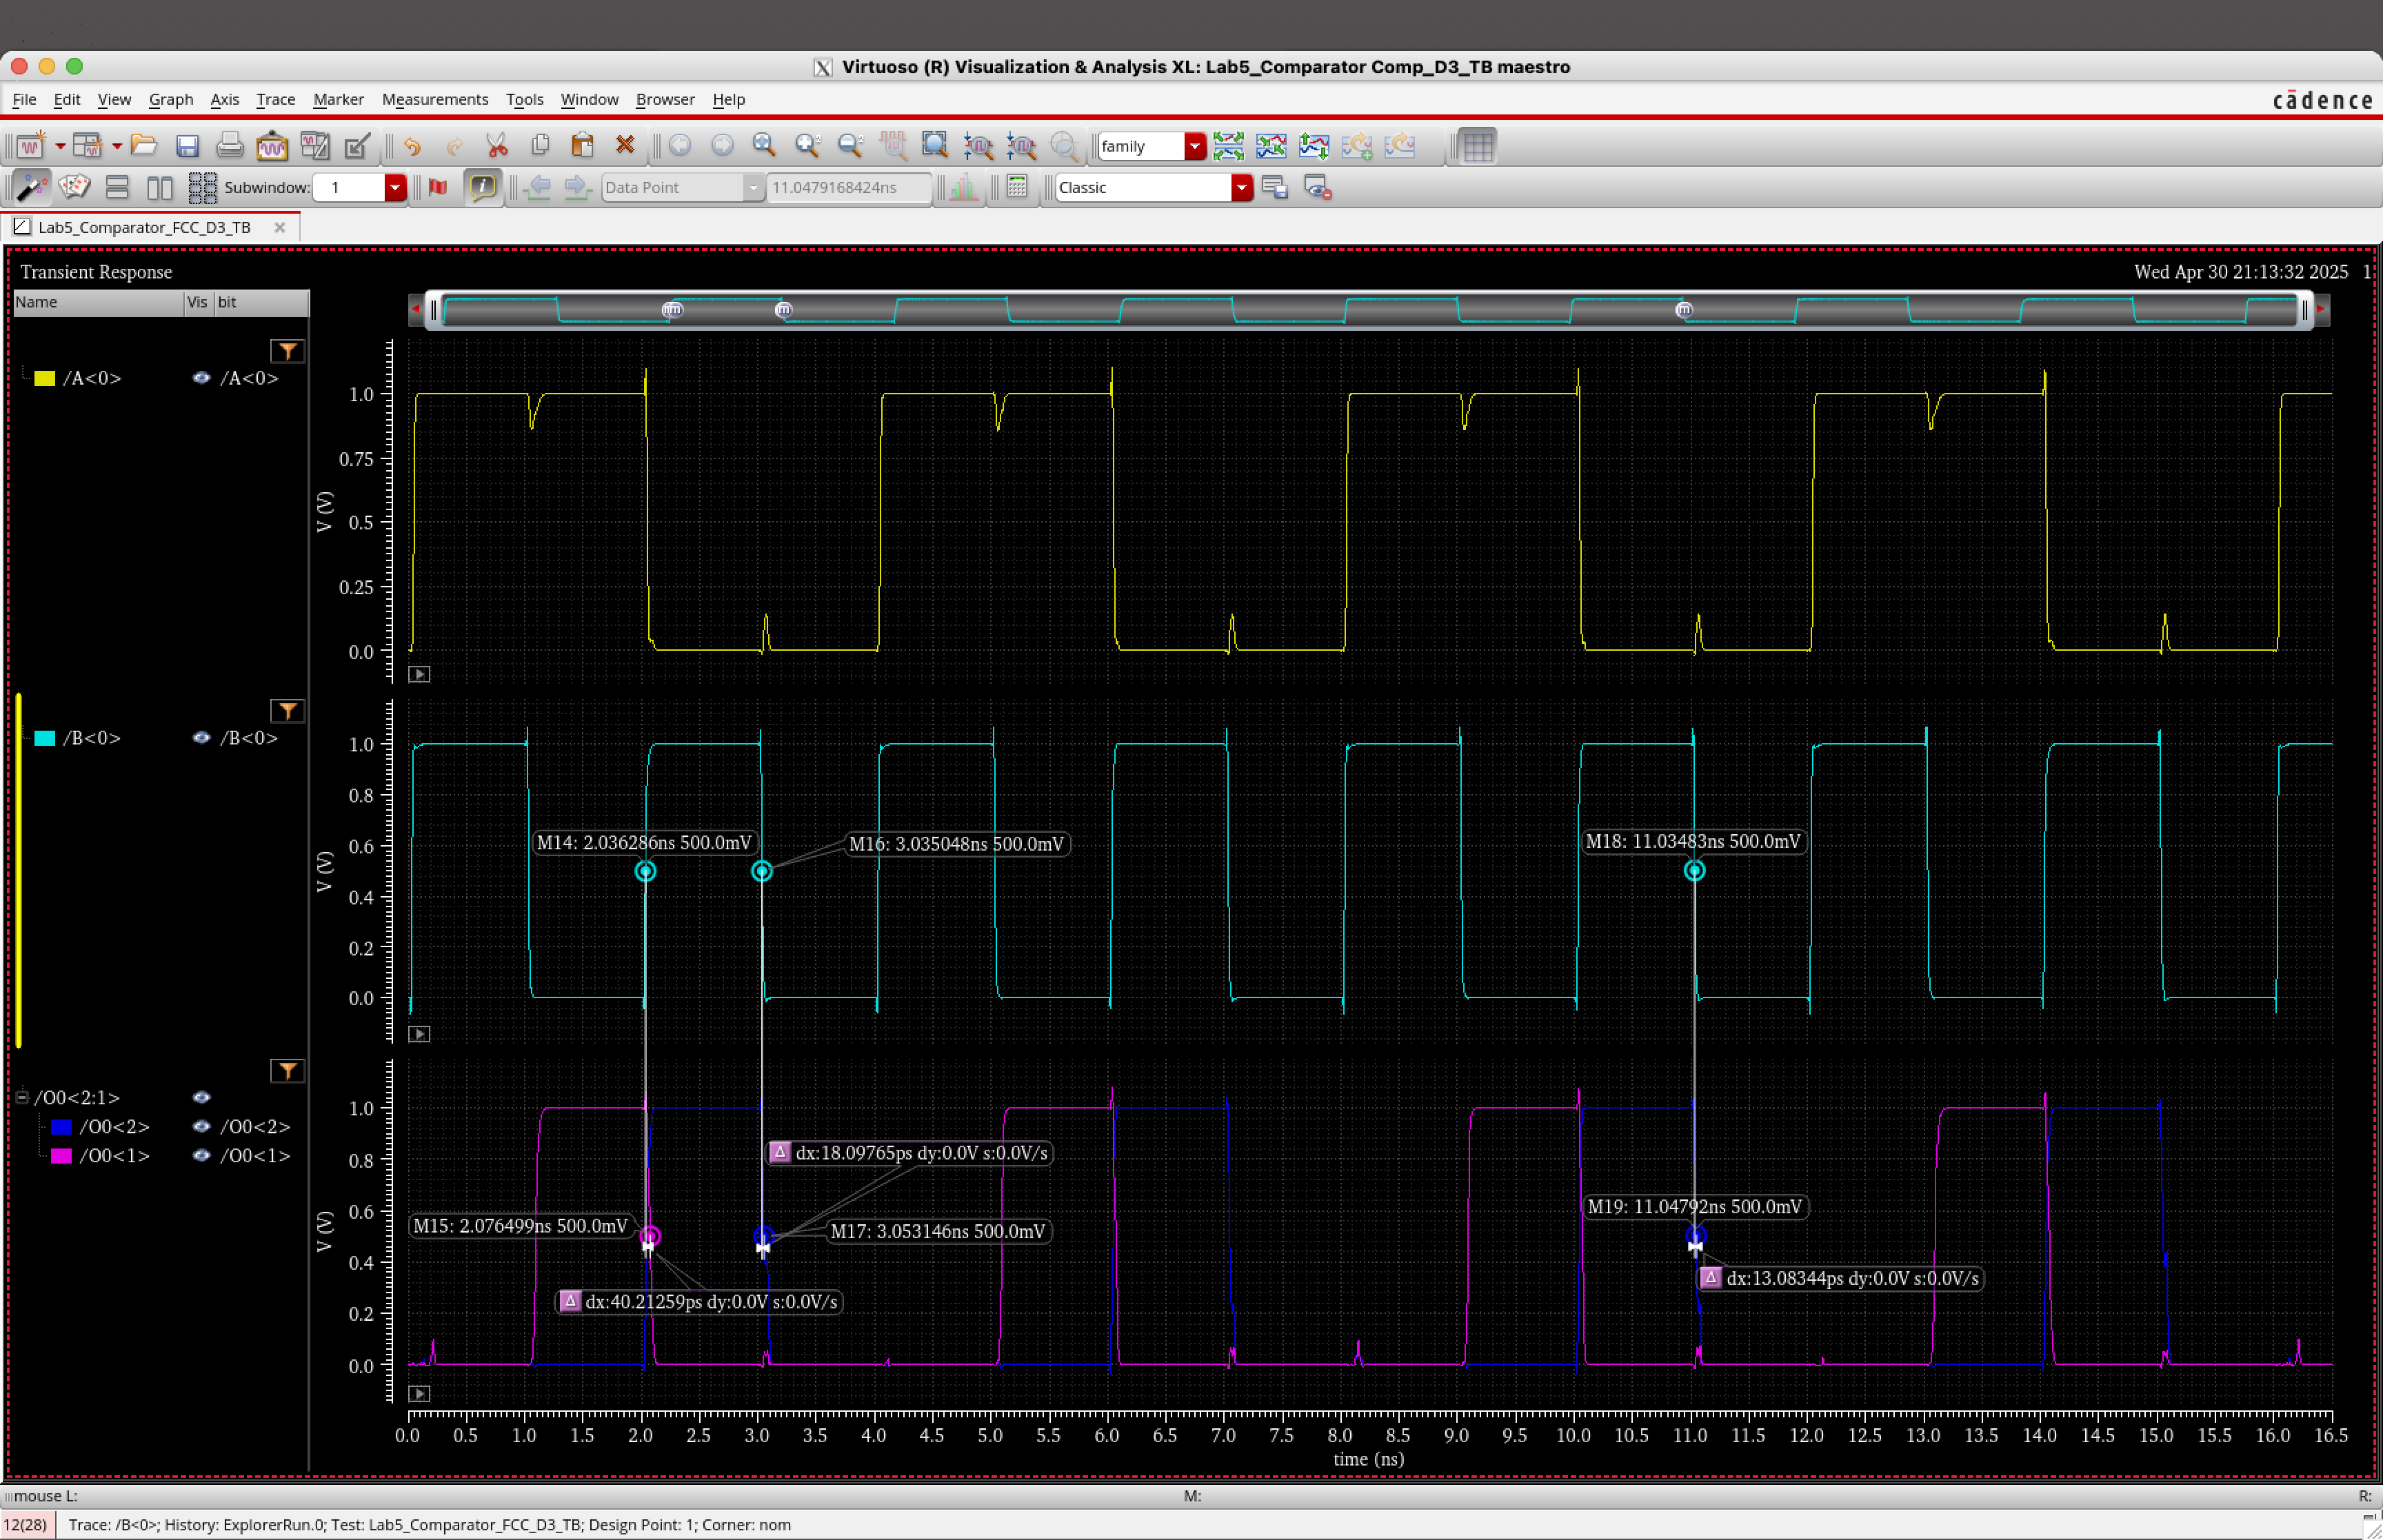 Virtuoso (R) Visualization & Analysis XL: Lab5_Comparator Comp_D3_TB maestro
File Edit View Graph Axis Trace Marker Measurements Tools Window Browser Help
cādence
family
Subwindow: 1 Data Point 11.0479168424ns Classic
Lab5_Comparator_FCC_D3_TB
Transient Response
Wed Apr 30 21:13:32 2025 1
Name Vis bit
m m m
/A<0> /A<0>
1.0
0.75
0.5
0.25
0.0
V (V)
/B<0> /B<0>
1.0
0.8
0.6
0.4
0.2
0.0
V (V)
M14: 2.036286ns 500.0mV
M16: 3.035048ns 500.0mV
M18: 11.03483ns 500.0mV
/O0<2:1>
/O0<2> /O0<2>
/O0<1> /O0<1>
1.0
0.8
0.6
0.4
0.2
0.0
V (V)
Δ dx:18.09765ps dy:0.0V s:0.0V/s
M15: 2.076499ns 500.0mV
M17: 3.053146ns 500.0mV
M19: 11.04792ns 500.0mV
Δ dx:40.21259ps dy:0.0V s:0.0V/s
Δ dx:13.08344ps dy:0.0V s:0.0V/s
0.0 0.5 1.0 1.5 2.0 2.5 3.0 3.5 4.0 4.5 5.0 5.5 6.0 6.5 7.0 7.5 8.0 8.5 9.0 9.5 10.0 10.5 11.0 11.5 12.0 12.5 13.0 13.5 14.0 14.5 15.0 15.5 16.0 16.5
time (ns)
mouse L: M: R:
12(28) Trace: /B<0>; History: ExplorerRun.0; Test: Lab5_Comparator_FCC_D3_TB; Design Point: 1; Corner: nom